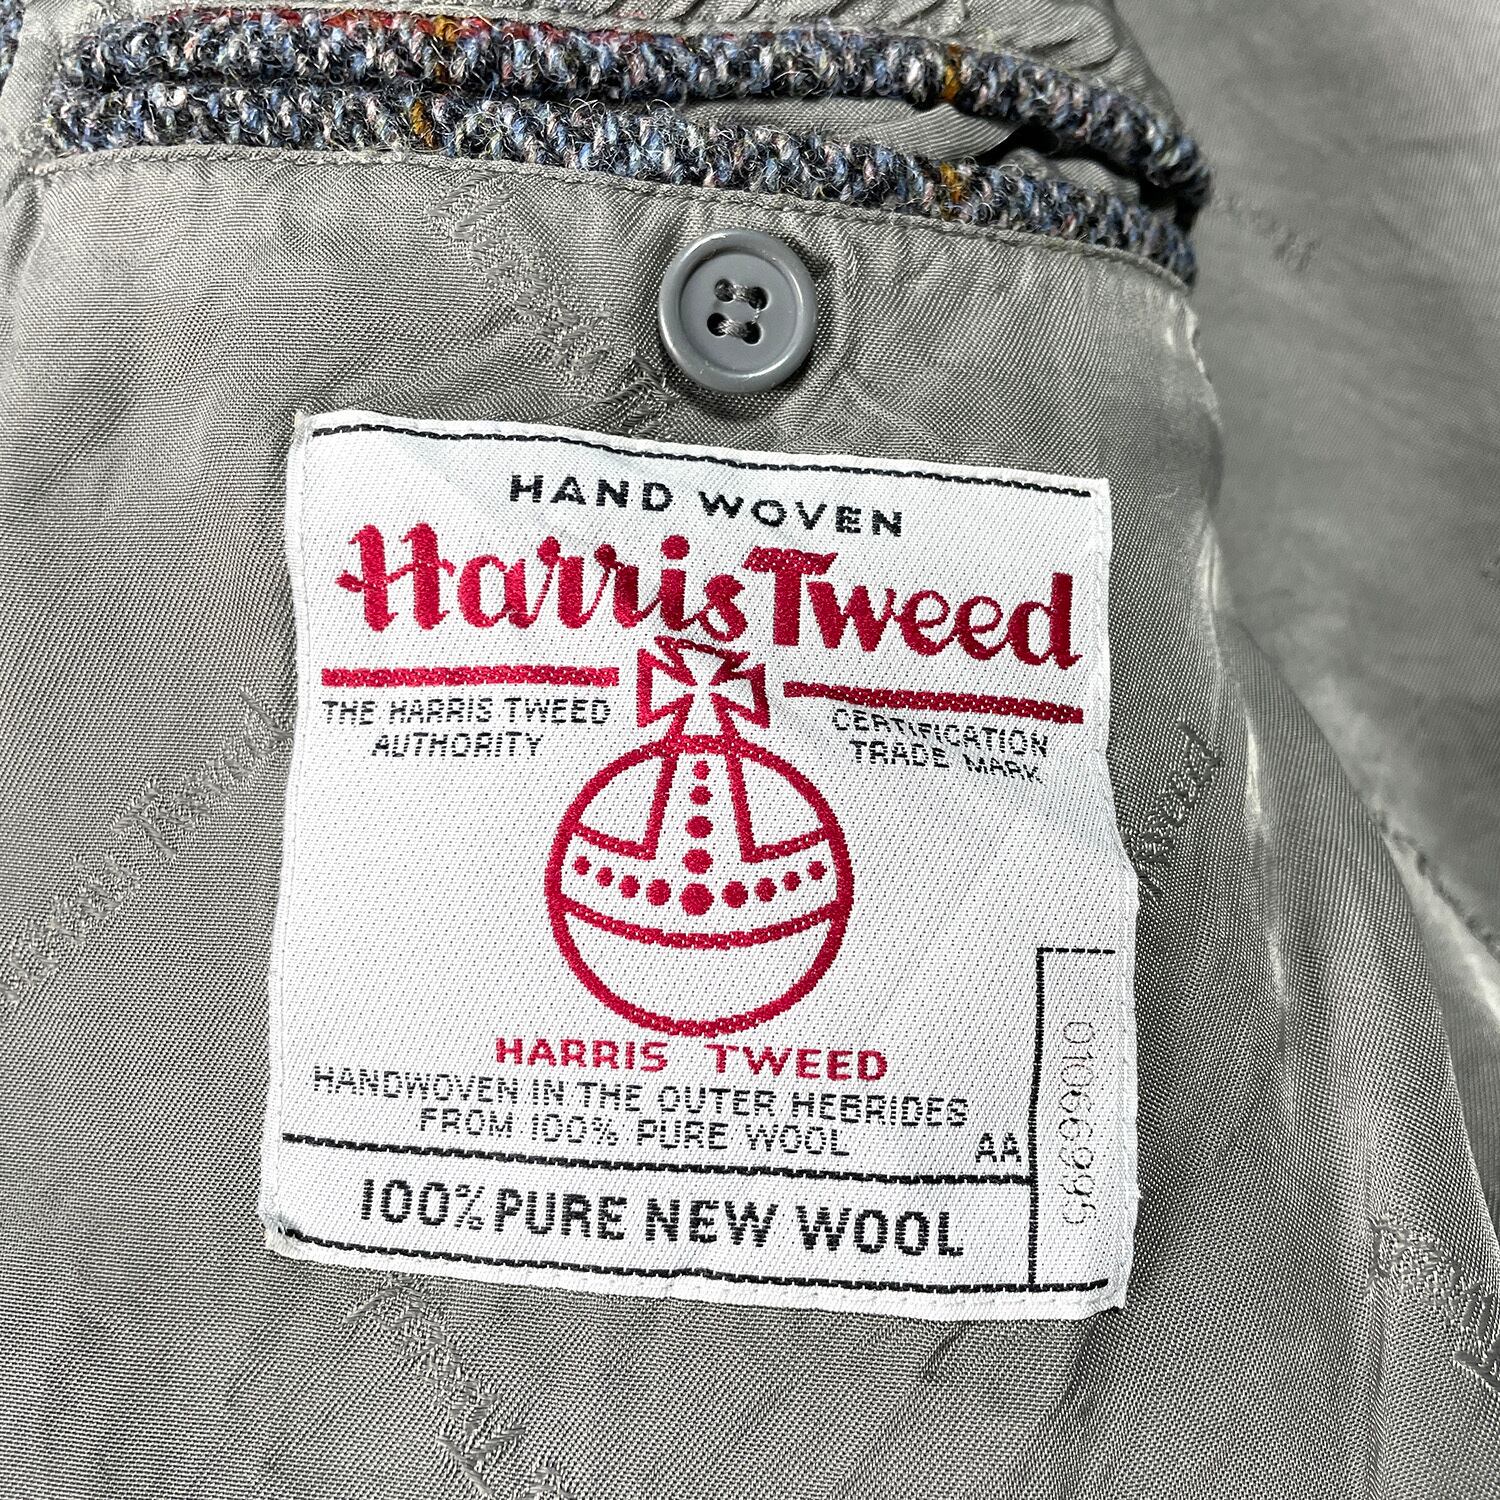 HAND WOVEN
Harris Tweed
THE HARRIS TWEED
AUTHORITY
CERTIFICATION
TRADE MARK
HARRIS TWEED
HANDWOVEN IN THE OUTER HEBRIDES
FROM 100% PURE WOOL
AA
100% PURE NEW WOOL